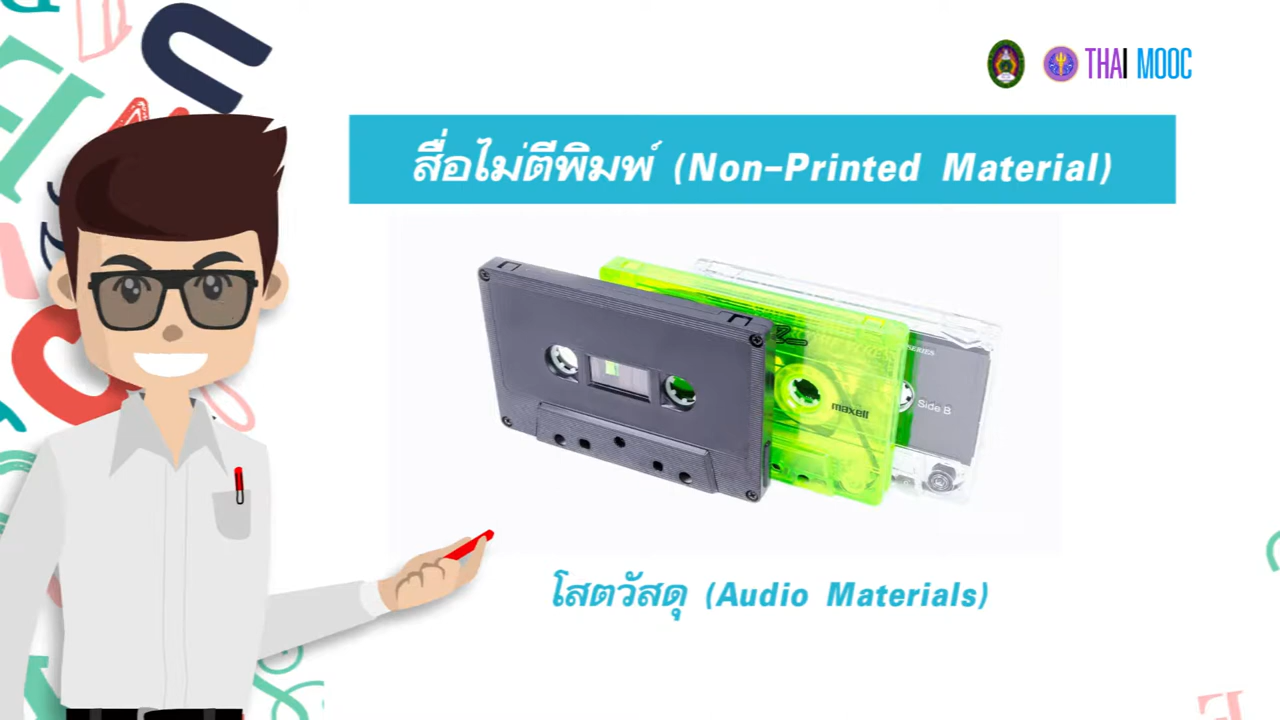 THAI MOOC
สื่อไม่ตีพิมพ์ (Non-Printed Material)
SERIES
maxell
Side B
โสตวัสดุ (Audio Materials)